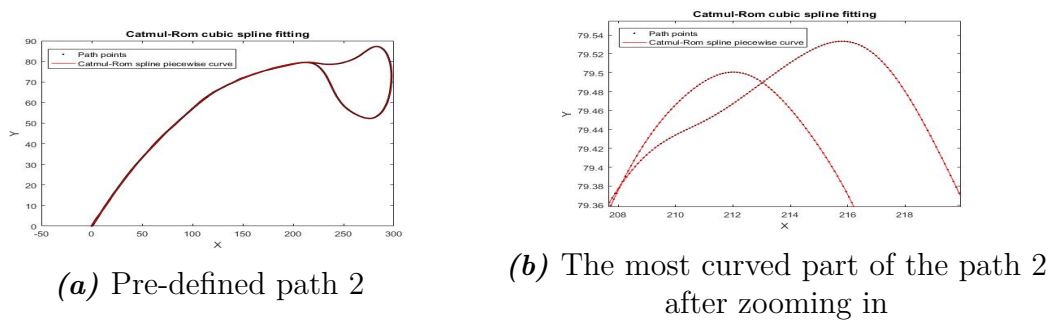 Catmul-Rom cubic spline fitting
Path points
Catmul-Rom spline piecewise curve
90
80
70
60
50
40
30
20
10
0
Y
-50
0
50
100
150
200
250
300
X
(a) Pre-defined path 2
Catmul-Rom cubic spline fitting
Path points
Catmul-Rom spline piecewise curve
79.54
79.52
79.5
79.48
79.46
79.44
79.42
79.4
79.38
79.36
Y
208
210
212
214
216
218
X
(b) The most curved part of the path 2
after zooming in